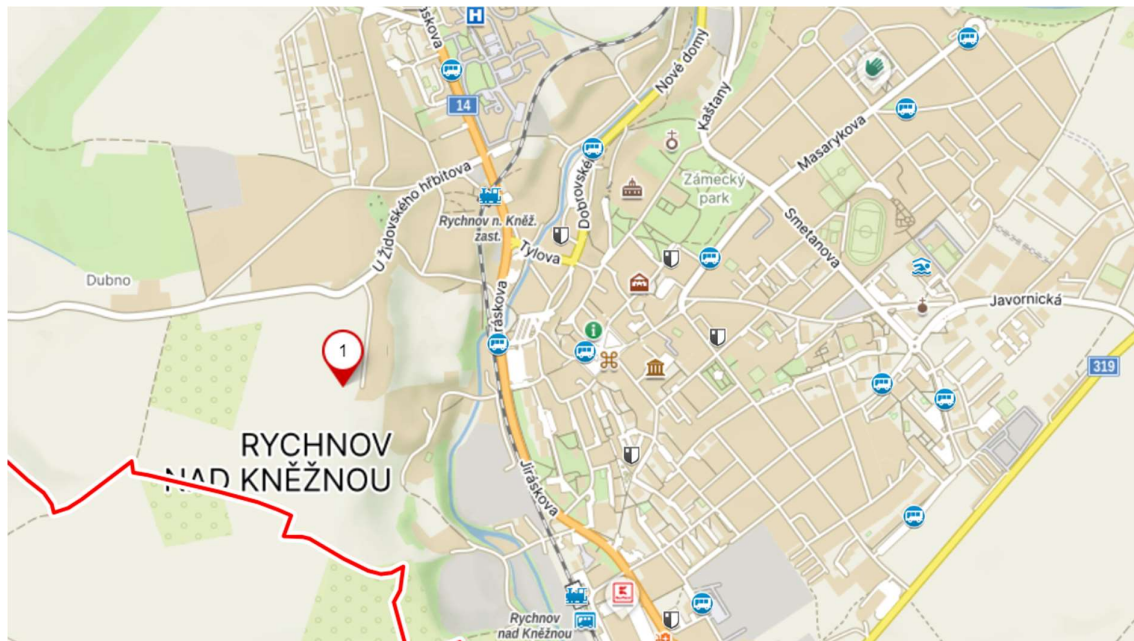 H
áskova
14
Nové domy
Kaštany
Masarykova
U Židovského hřbitova
Dobrovského
Zámecký
park
Rychnov n. Kněž.
zast.
Tylova
Smetanova
Dubno
Jiráskova
i
Javornická
1
319
RYCHNOV
NAD KNĚŽNOU
Jiráskova
K
Rychnov
nad Kněžnou